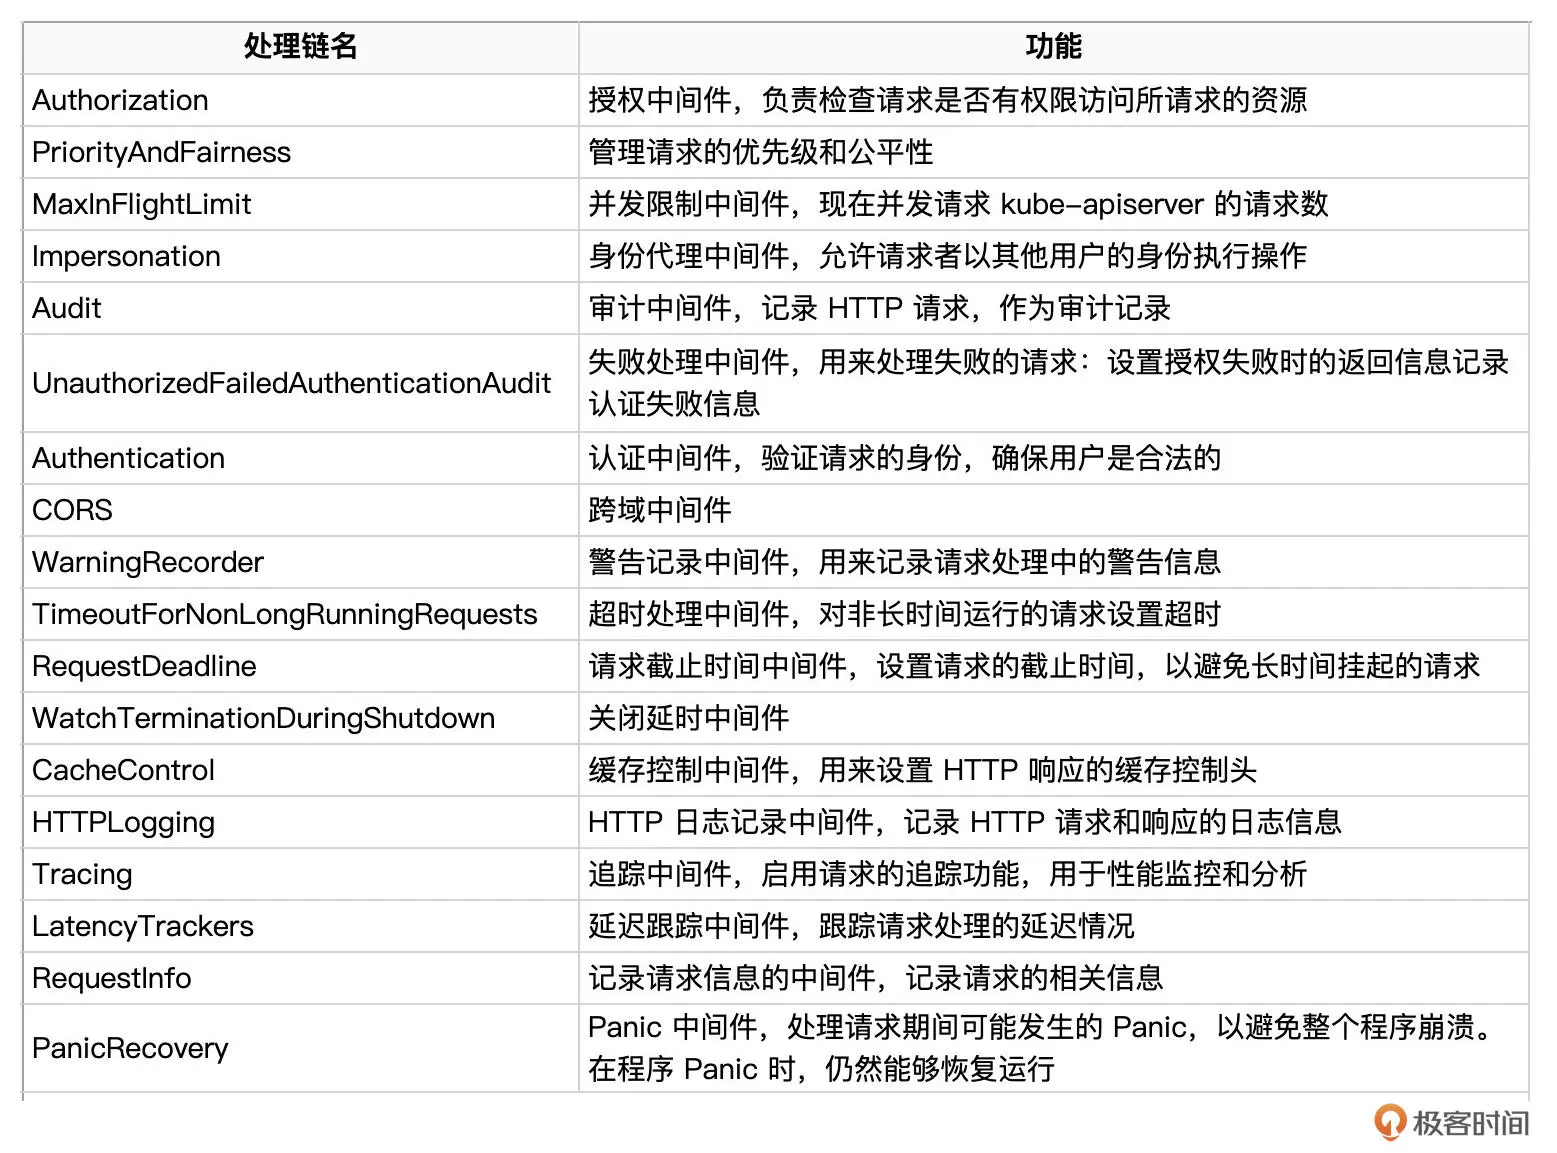 处理链名 功能
Authorization 授权中间件，负责检查请求是否有权限访问所请求的资源
PriorityAndFairness 管理请求的优先级和公平性
MaxInFlightLimit 并发限制中间件，现在并发请求 kube-apiserver 的请求数
Impersonation 身份代理中间件，允许请求者以其他用户的身份执行操作
Audit 审计中间件，记录 HTTP 请求，作为审计记录
UnauthorizedFailedAuthenticationAudit 失败处理中间件，用来处理失败的请求：设置授权失败时的返回信息记录
认证失败信息
Authentication 认证中间件，验证请求的身份，确保用户是合法的
CORS 跨域中间件
WarningRecorder 警告记录中间件，用来记录请求处理中的警告信息
TimeoutForNonLongRunningRequests 超时处理中间件，对非长时间运行的请求设置超时
RequestDeadline 请求截止时间中间件，设置请求的截止时间，以避免长时间挂起的请求
WatchTerminationDuringShutdown 关闭延时中间件
CacheControl 缓存控制中间件，用来设置 HTTP 响应的缓存控制头
HTTPLogging HTTP 日志记录中间件，记录 HTTP 请求和响应的日志信息
Tracing 追踪中间件，启用请求的追踪功能，用于性能监控和分析
LatencyTrackers 延迟跟踪中间件，跟踪请求处理的延迟情况
RequestInfo 记录请求信息的中间件，记录请求的相关信息
PanicRecovery Panic 中间件，处理请求期间可能发生的 Panic，以避免整个程序崩溃。
在程序 Panic 时，仍然能够恢复运行
极客时间